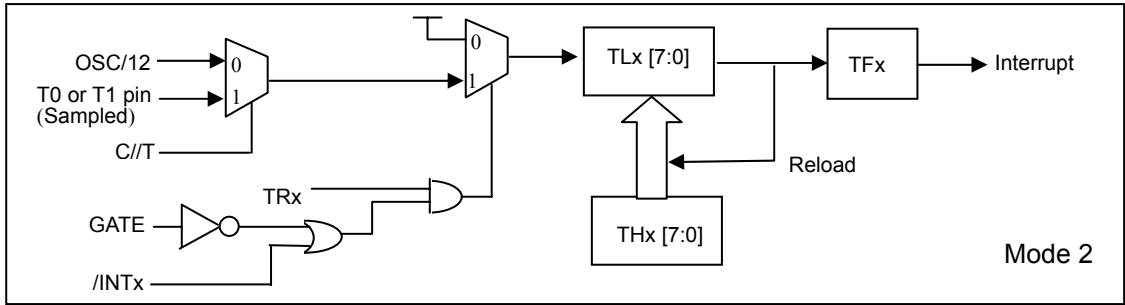 OSC/12
0
T0 or T1 pin
(Sampled)
1
C//T
0
1
TLx [7:0]
TFx
Interrupt
Reload
TRx
GATE
/INTx
THx [7:0]
Mode 2